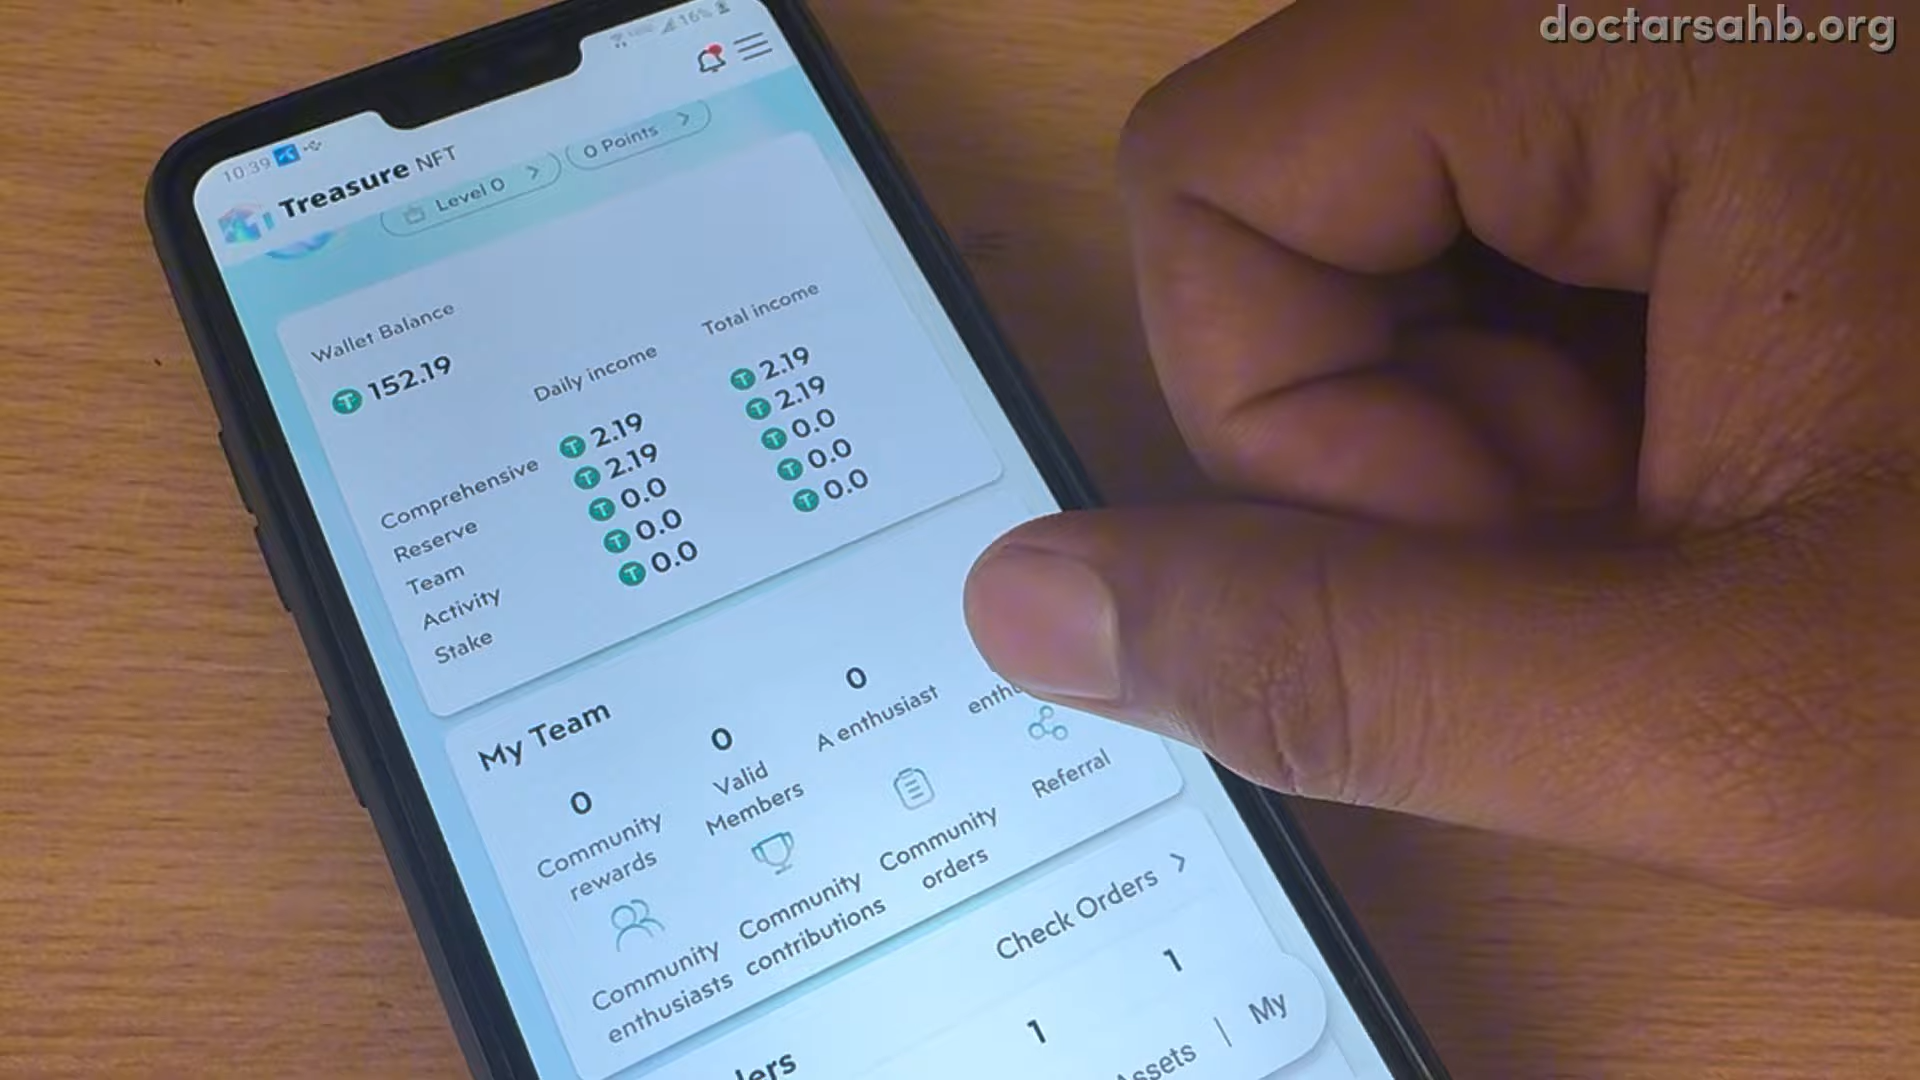 doctarsahb.org
16%
10:39
Treasure NFT
Level 0 >
0 Points >
Wallet Balance
152.19
Daily income
Total income
Comprehensive 2.19 2.19
Reserve 2.19 2.19
Team 0.0 0.0
Activity 0.0 0.0
Stake 0.0 0.0
My Team
0 0 0
Community rewards
Valid Members
A enthusiast
enthu
Community enthusiasts
Community contributions
Community orders
Referral
Check Orders >
ders
1 1
Assets | My